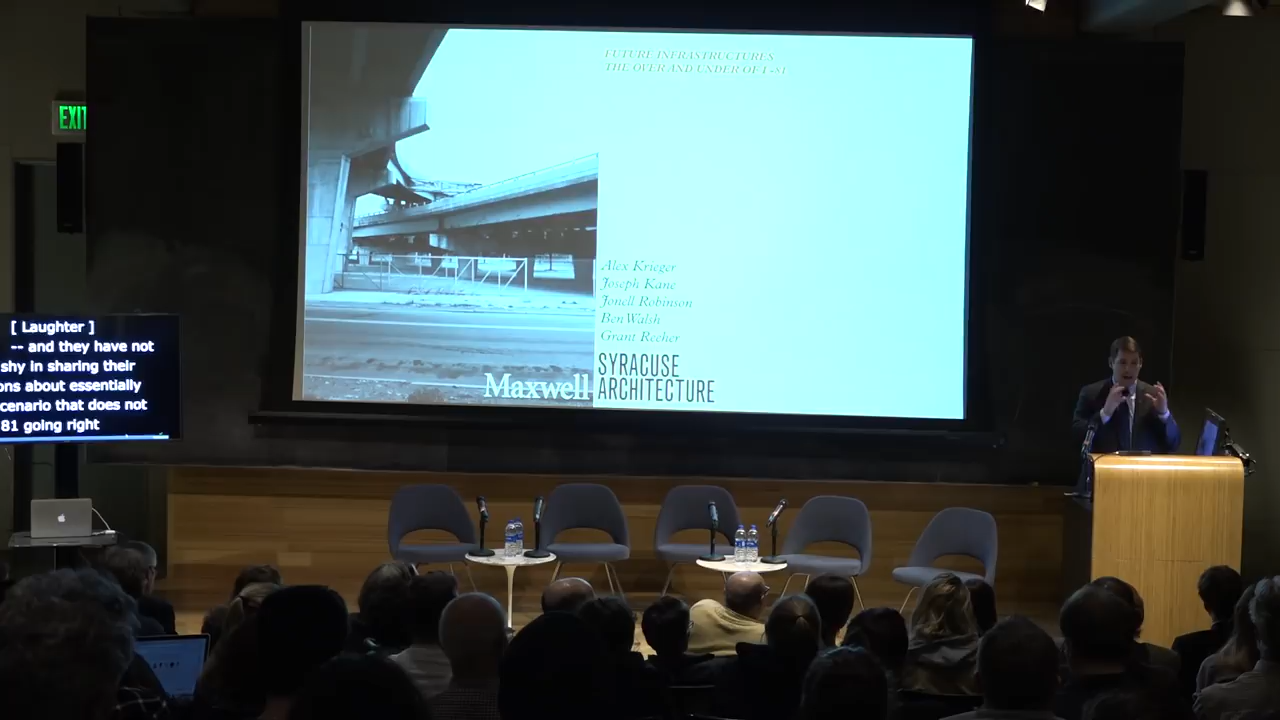 FUTURE INFRASTRUCTURES
THE OVER AND UNDER OF I-81
EXIT
Alex Krieger
Joseph Kane
Jonell Robinson
Ben Walsh
Grant Reeher
Maxwell
SYRACUSE
ARCHITECTURE
[ Laughter ]
-- and they have not
shy in sharing their
ons about essentially
cenario that does not
81 going right